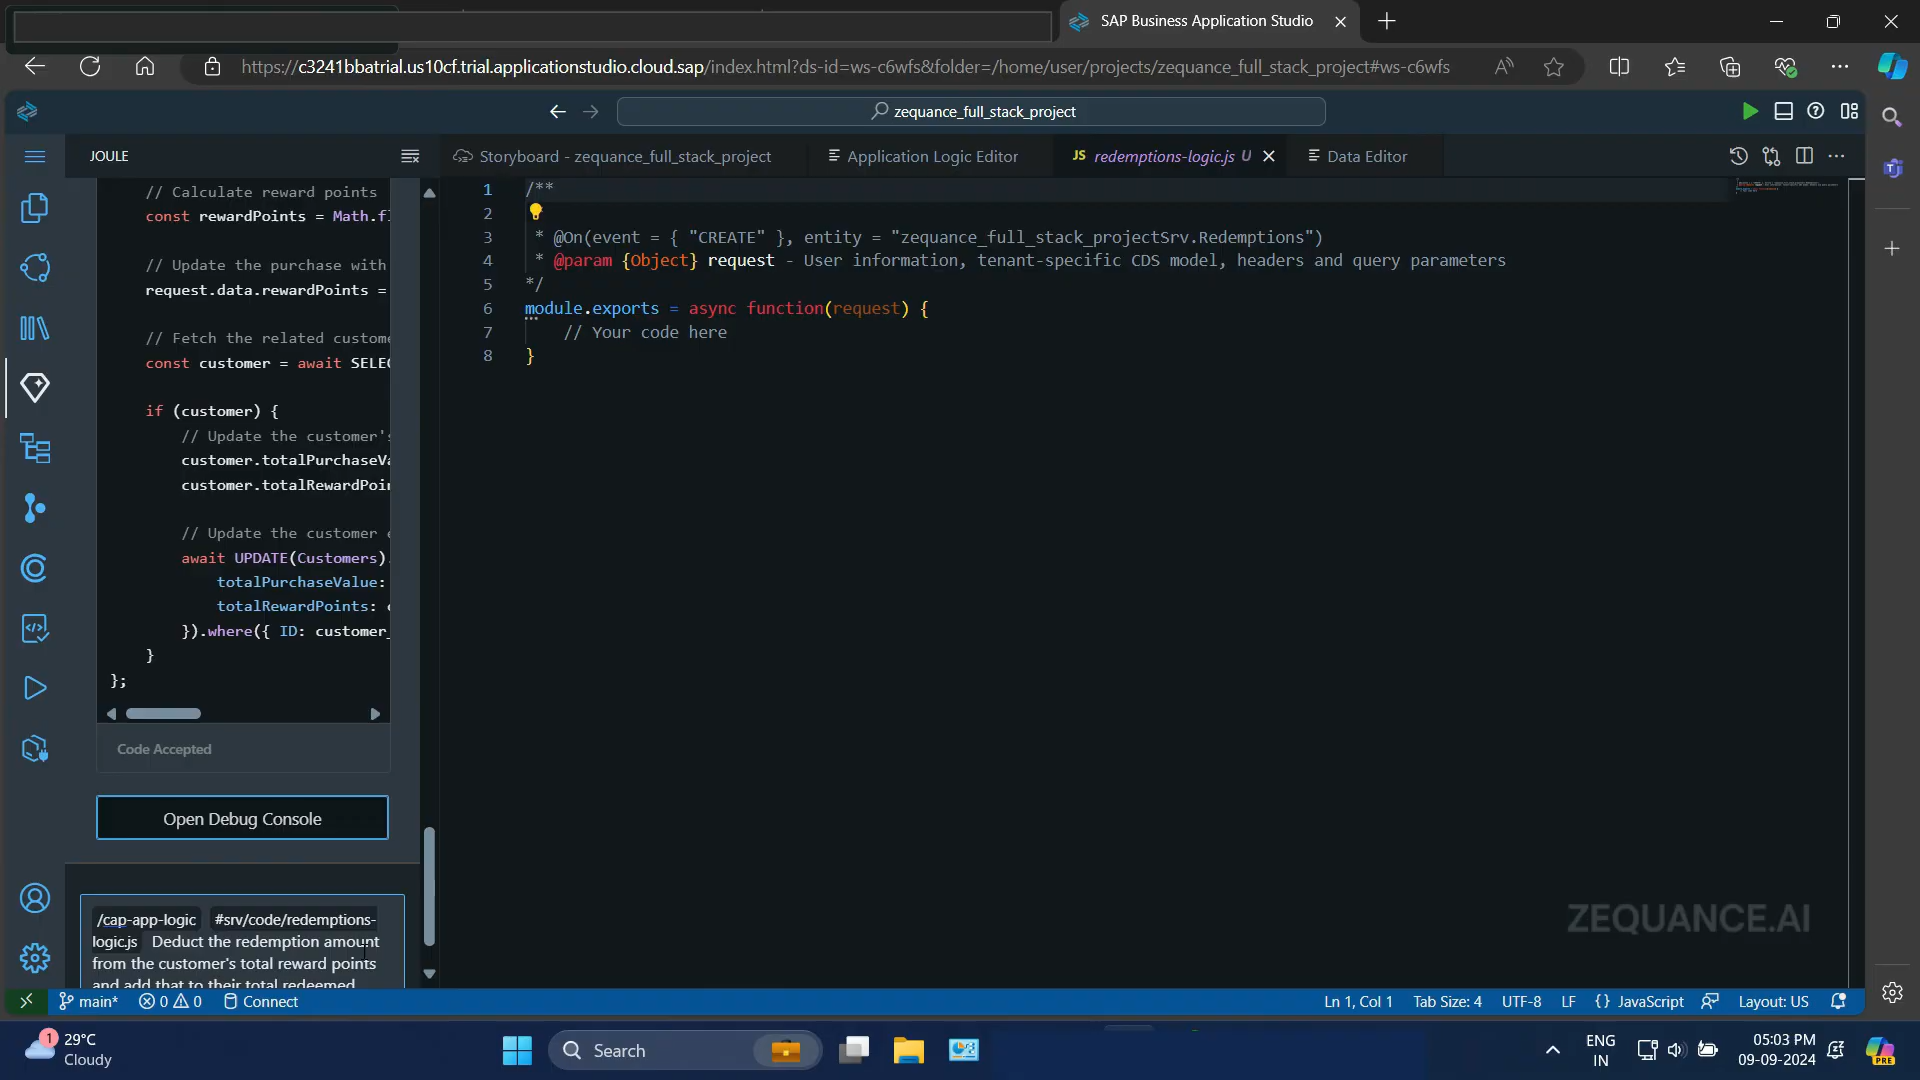 SAP Business Application Studio
https://c3241bbatrial.us10cf.trial.applicationstudio.cloud.sap/index.html?ds-id=ws-c6wfs&folder=/home/user/projects/zequance_full_stack_project#ws-c6wfs
zequance_full_stack_project
JOULE
Storyboard - zequance_full_stack_project
Application Logic Editor
JS redemptions-logic.js U
Data Editor
// Calculate reward points
const rewardPoints = Math.fl
// Update the purchase with
request.data.rewardPoints =
// Fetch the related custome
const customer = await SELEC
if (customer) {
// Update the customer's
customer.totalPurchaseVa
customer.totalRewardPoin
// Update the customer e
await UPDATE(Customers).
totalPurchaseValue:
totalRewardPoints: c
}).where({ ID: customer_
}
};
Code Accepted
Open Debug Console
/cap-app-logic #srv/code/redemptions-
logic.js Deduct the redemption amount
from the customer's total reward points
and add that to their total redeemed
1 /**
2
3 * @On(event = { "CREATE" }, entity = "zequance_full_stack_projectSrv.Redemptions")
4 * @param {Object} request - User information, tenant-specific CDS model, headers and query parameters
5 */
6 module.exports = async function(request) {
7 // Your code here
8 }
ZEQUANCE.AI
main* 0 0 Connect
Ln 1, Col 1 Tab Size: 4 UTF-8 LF {} JavaScript Layout: US
1 29°C
Cloudy
Search
ENG
IN
05:03 PM
09-09-2024
PRE